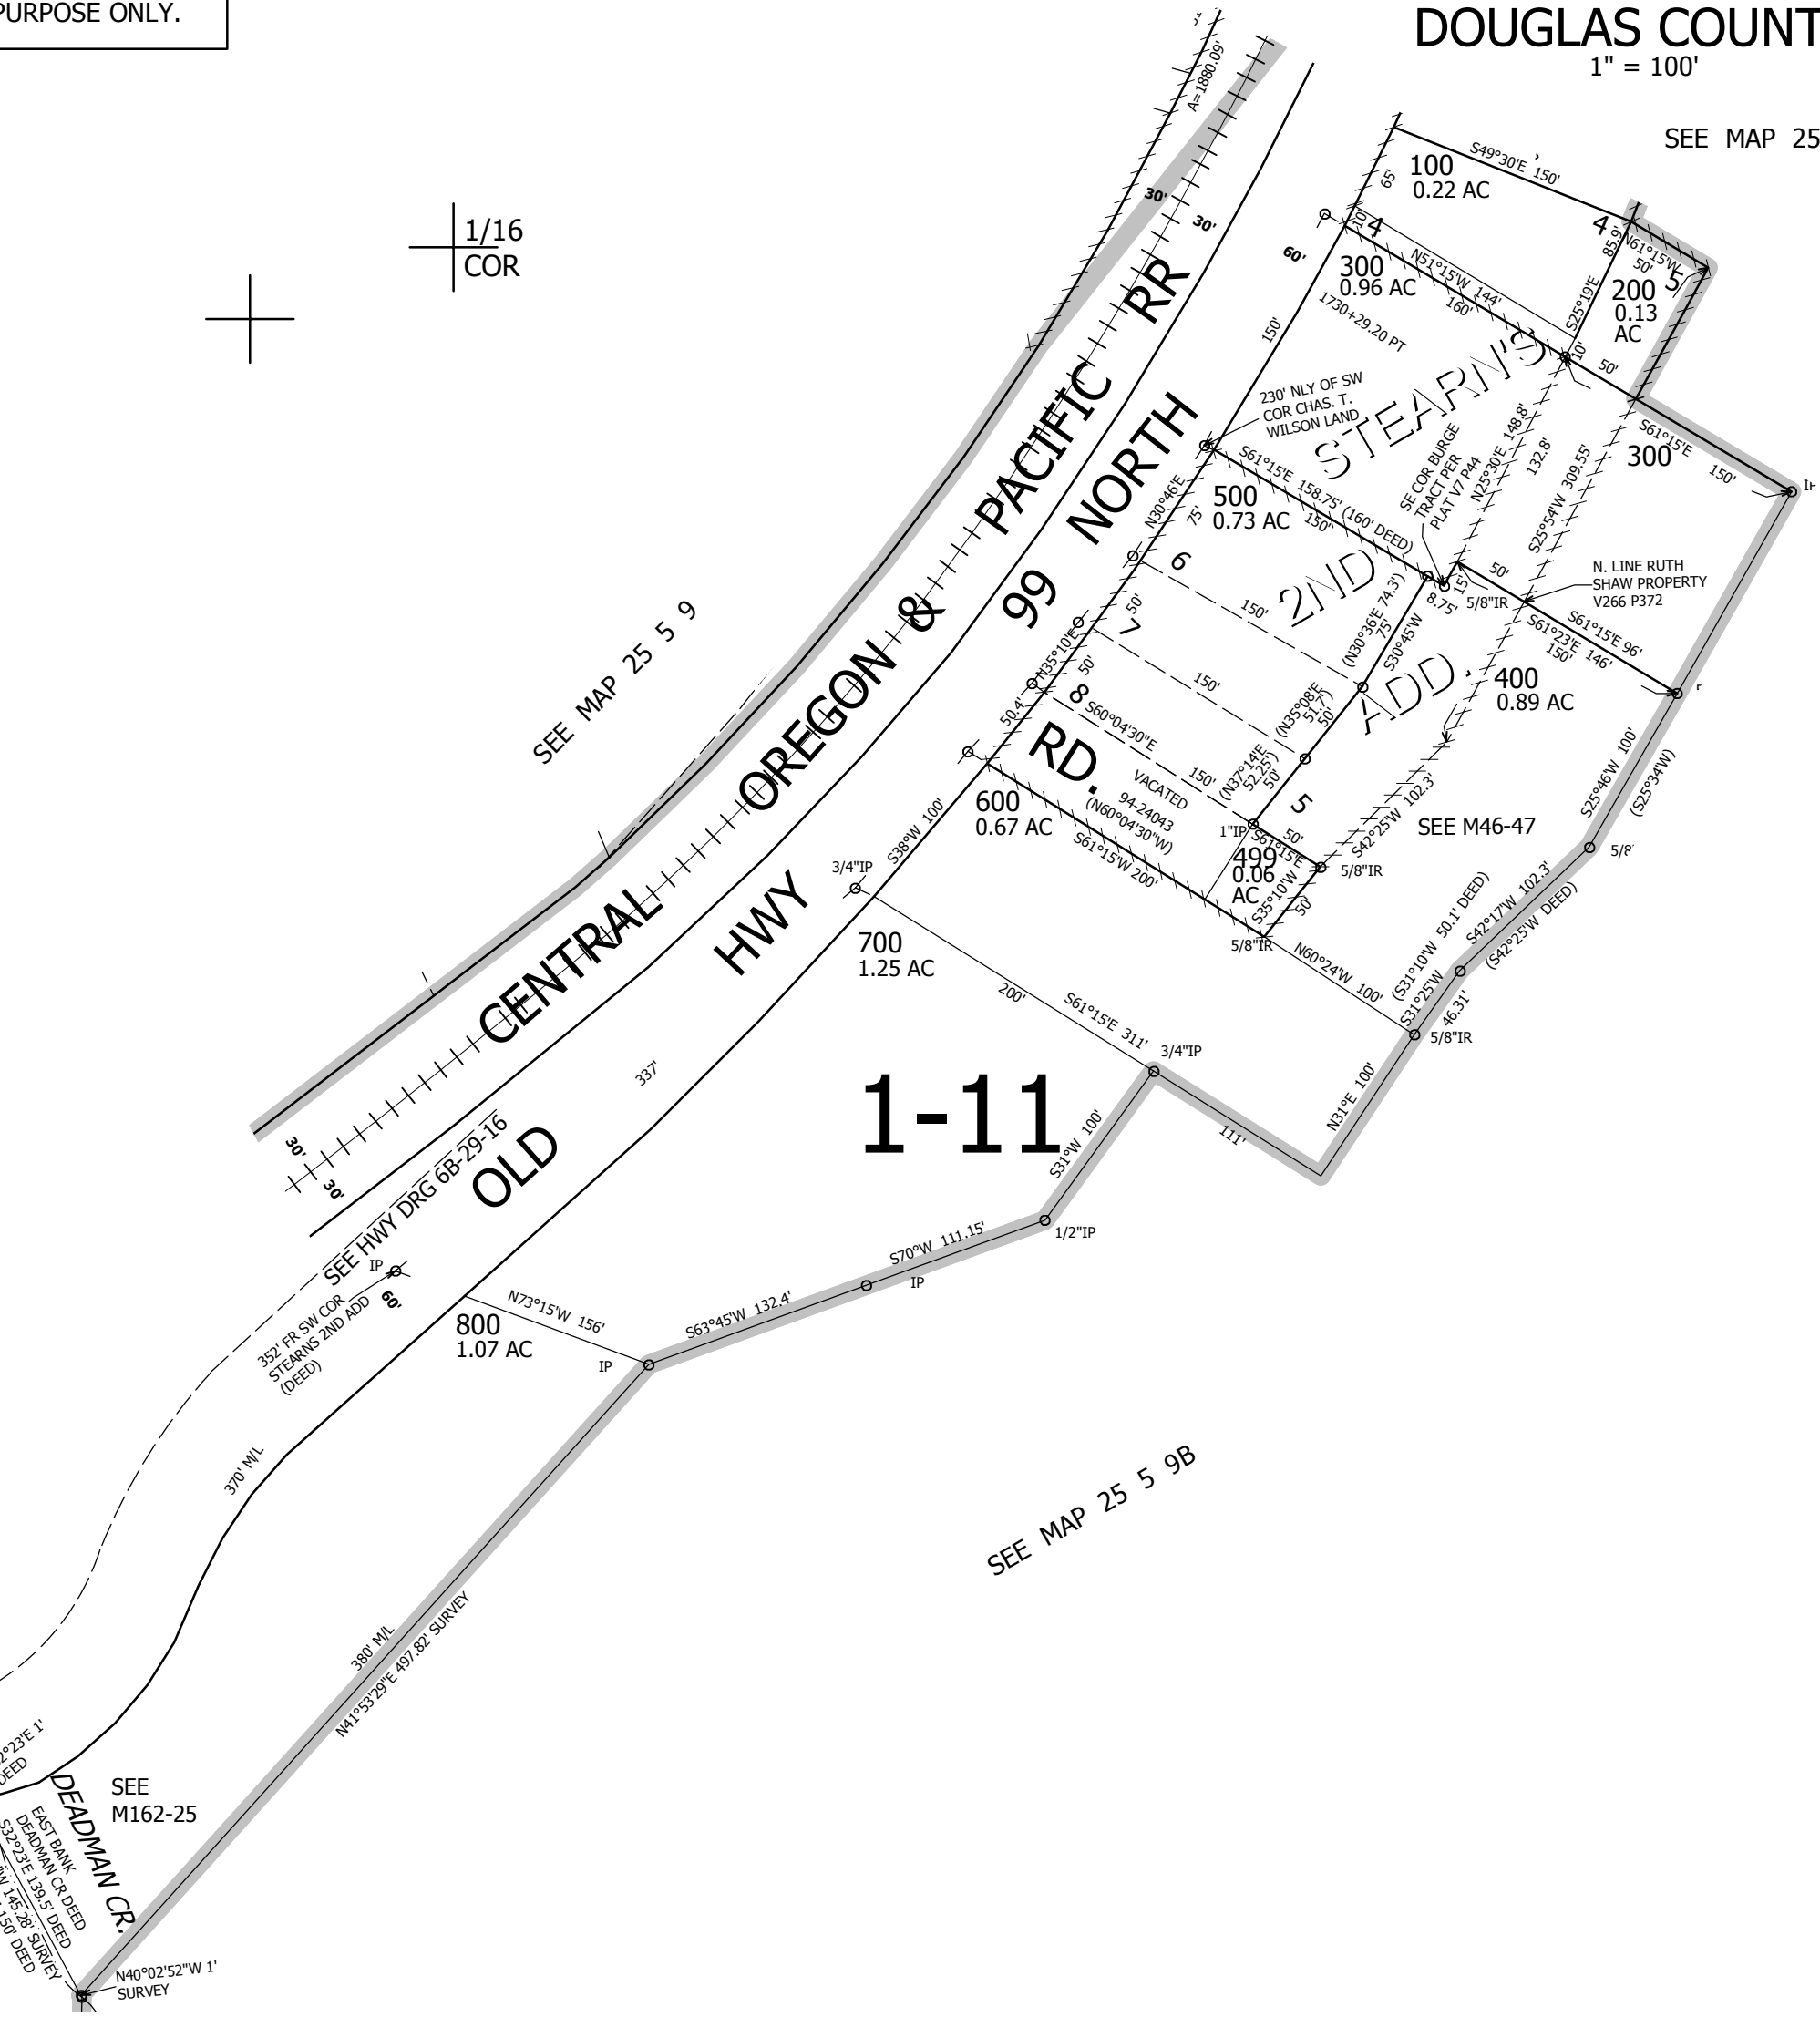 PURPOSE ONLY.
DOUGLAS COUNT
1" = 100'
SEE MAP 25
1/16
COR
A=1880.09'
30'
30'
60'
65'
100
0.22 AC
S49°30'E 150'
4
10'
4
85.9'
N61°15'W
50'
5
200
0.13
AC
S25°19'E
300
0.96 AC
N51°15'W 144'
160'
1730+29.20 PT
150'
10'
50'
STEARN'S
2ND
ADD.
230' NLY OF SW
COR CHAS. T.
WILSON LAND
SE COR BURGE
TRACT PER
PLAT V7 P44
N25°30'E 148.8'
132.8'
S25°54'W 309.55'
300
S61°15'E
150'
N30°46'E
75'
500
0.73 AC
S61°15'E 158.75' (160' DEED)
150'
6
150'
50'
7
150'
N35°10'E
50'
8
S60°04'30"E
150'
50.4'
(N30°36'E 74.3')
75'
S30°45'W
8.75'
15'
5/8"IR
50'
N. LINE RUTH
SHAW PROPERTY
V266 P372
S61°15'E 96'
S61°23'E 146'
150'
400
0.89 AC
(N35°08'E
51.7')
50'
(N37°14'E
52.25')
50'
5
1"IP
50'
S61°15'E
499
0.06
AC
S35°10'W
50'
5/8"IR
5/8"IR
S42°25'W 102.3'
SEE M46-47
S25°46'W 100'
(S25°34'W)
5/8"
S42°17'W 102.3'
(S42°25'W DEED)
(S31°10'W 50.1' DEED)
S31°25'W
46.31'
5/8"IR
N60°24'W 100'
VACATED
94-24043
(N60°04'30"W)
S61°15'W 200'
600
0.67 AC
S38°W 100'
3/4"IP
700
1.25 AC
200'
S61°15'E 311'
3/4"IP
111'
N31°E 100'
1-11
S31°W 100'
1/2"IP
S70°W 111.15'
IP
S63°45'W 132.4'
IP
N73°15'W 156'
800
1.07 AC
337'
SEE MAP 25 5 9
CENTRAL OREGON & PACIFIC RR
OLD HWY 99 NORTH RD.
30'
30'
SEE HWY DRG 6B-29-16
IP
60'
352' FR SW COR
STEARNS 2ND ADD
(DEED)
370' M/L
380' M/L
N41°53'29"E 497.82' SURVEY
SEE MAP 25 5 9B
SEE
M162-25
2°23'E 1'
DEED
DEADMAN CR.
EAST BANK
DEADMAN CR DEED
S32°23'E 139.5' DEED
"W 145.28' SURVEY
150' DEED
N40°02'52"W 1'
SURVEY